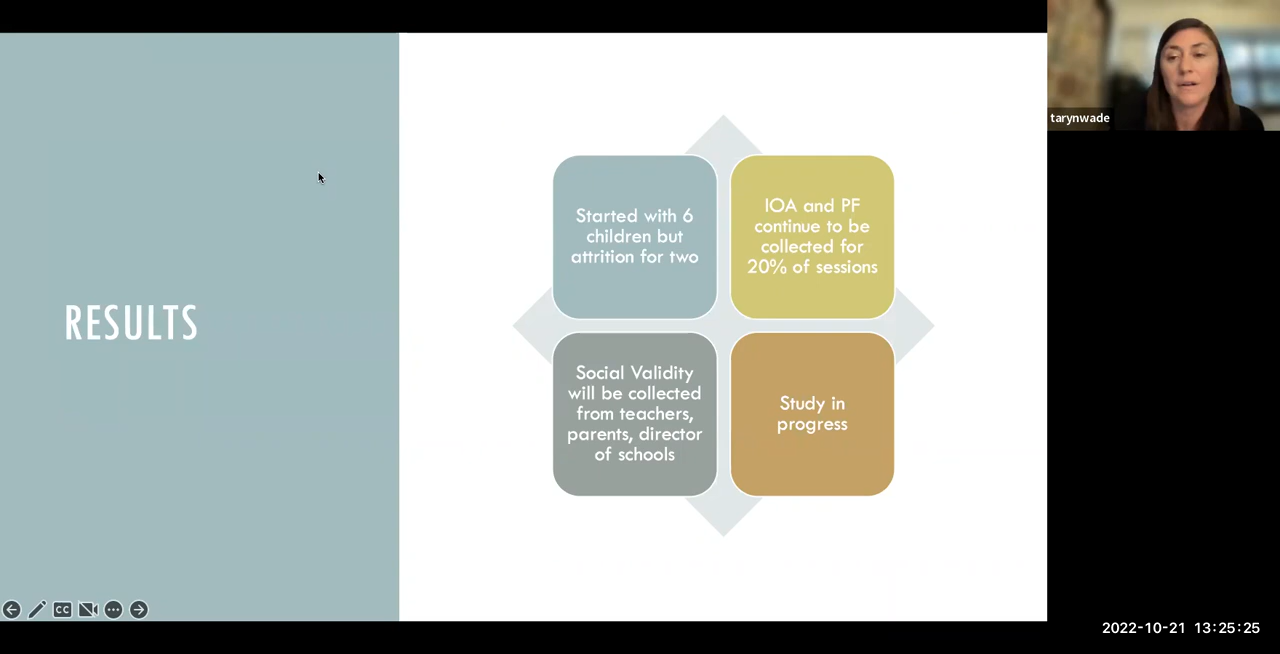 RESULTS
Started with 6
children but
attrition for two
IOA and PF
continue to be
collected for
20% of sessions
Social Validity
will be collected
from teachers,
parents, director
of schools
Study in
progress
tarynwade
CC
2022-10-21 13:25:25